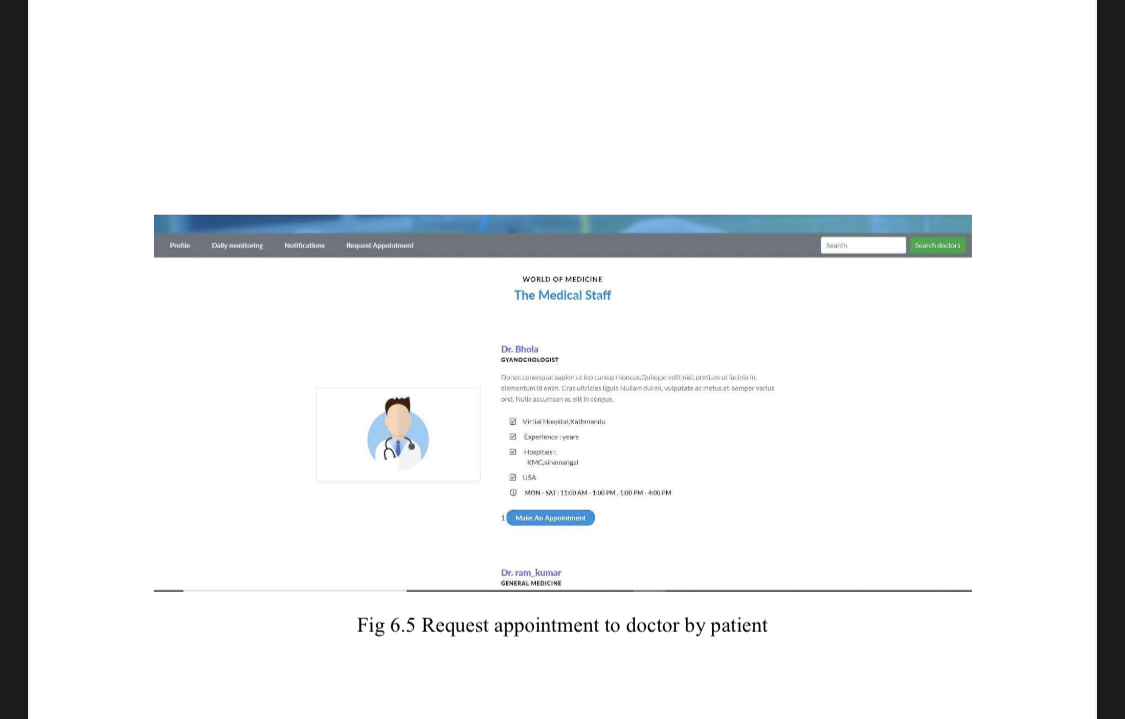 Profile Daily monitoring Notifications Request Appointment Search Search doctors
WORLD OF MEDICINE
The Medical Staff
Dr. Bhola
GYANOCHOLOGIST
Donec consequat sapien ut leo cursus rhoncus. Quisque velit nisi, pretium ut lacinia in,
elementum id enim. Cras ultricies ligula Nullam dui mi, vulputate ac metus at, semper varius
orci. Nulla accumsan ac elit in congue.
Hospital, Kathmandu
Experience : years
Hospitals :
KMC,
USA
MON - SAT : 11:00 AM - 1:00 PM , 1:00 PM - 4:00 PM
1 Make An Appointment
Dr. ram_kumar
GENERAL MEDICINE
Fig 6.5 Request appointment to doctor by patient